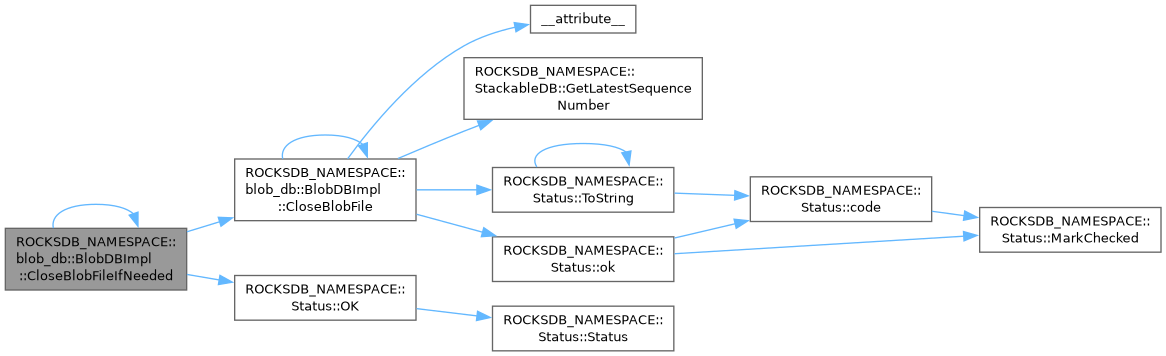 __attribute__
ROCKSDB_NAMESPACE::
StackableDB::GetLatestSequence
Number
ROCKSDB_NAMESPACE::
blob_db::BlobDBImpl
::CloseBlobFile
ROCKSDB_NAMESPACE::
Status::ToString
ROCKSDB_NAMESPACE::
Status::code
ROCKSDB_NAMESPACE::
Status::MarkChecked
ROCKSDB_NAMESPACE::
blob_db::BlobDBImpl
::CloseBlobFileIfNeeded
ROCKSDB_NAMESPACE::
Status::ok
ROCKSDB_NAMESPACE::
Status::OK
ROCKSDB_NAMESPACE::
Status::Status